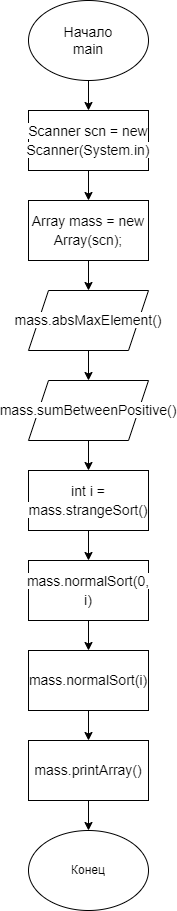 Начало
main
Scanner scn = new
Scanner(System.in)
Array mass = new
Array(scn);
mass.absMaxElement()
mass.sumBetweenPositive()
int i =
mass.strangeSort()
mass.normalSort(0,
i)
mass.normalSort(i)
mass.printArray()
Конец